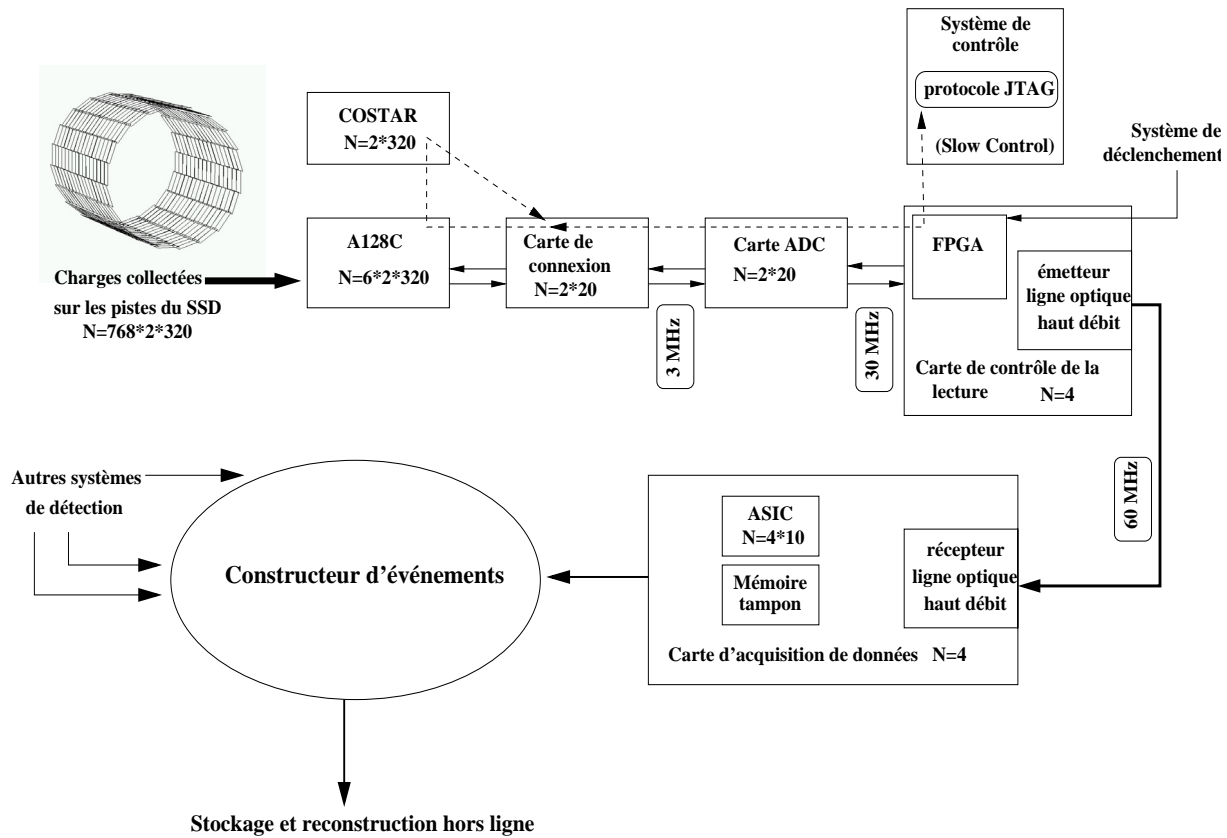 Système de
contrôle
protocole JTAG
(Slow Control)
COSTAR
N=2*320
Système de
déclenchement
A128C
N=6*2*320
Carte de
connexion
N=2*20
Carte ADC
N=2*20
FPGA
émetteur
ligne optique
haut débit
Carte de contrôle de la
lecture N=4
Charges collectées
sur les pistes du SSD
N=768*2*320
3 MHz
30 MHz
60 MHz
Autres systèmes
de détection
Constructeur d'événements
ASIC
N=4*10
Mémoire
tampon
récepteur
ligne optique
haut débit
Carte d'acquisition de données N=4
Stockage et reconstruction hors ligne